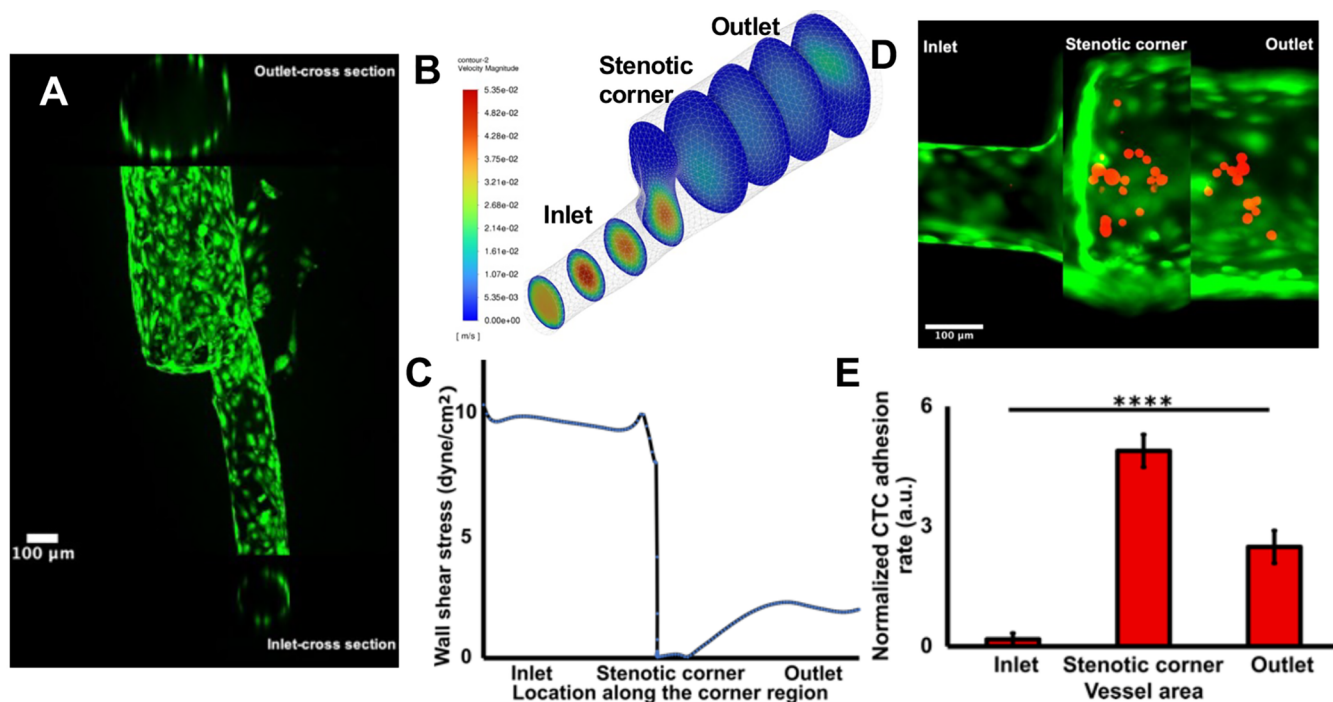 A
Outlet-cross section
100 µm
Inlet-cross section
B
contour-2
Velocity Magnitude
5.35e-02
4.82e-02
4.28e-02
3.75e-02
3.21e-02
2.68e-02
2.14e-02
1.61e-02
1.07e-02
5.35e-03
0.00e+00
[ m/s ]
Outlet
Stenotic
corner
Inlet
C
Wall shear stress (dyne/cm²)
10
5
0
Inlet
Stenotic corner
Outlet
Location along the corner region
D
Inlet
Stenotic corner
Outlet
100 µm
E
Normalized CTC adhesion
rate (a.u.)
6
3
0
****
Inlet
Stenotic corner
Outlet
Vessel area